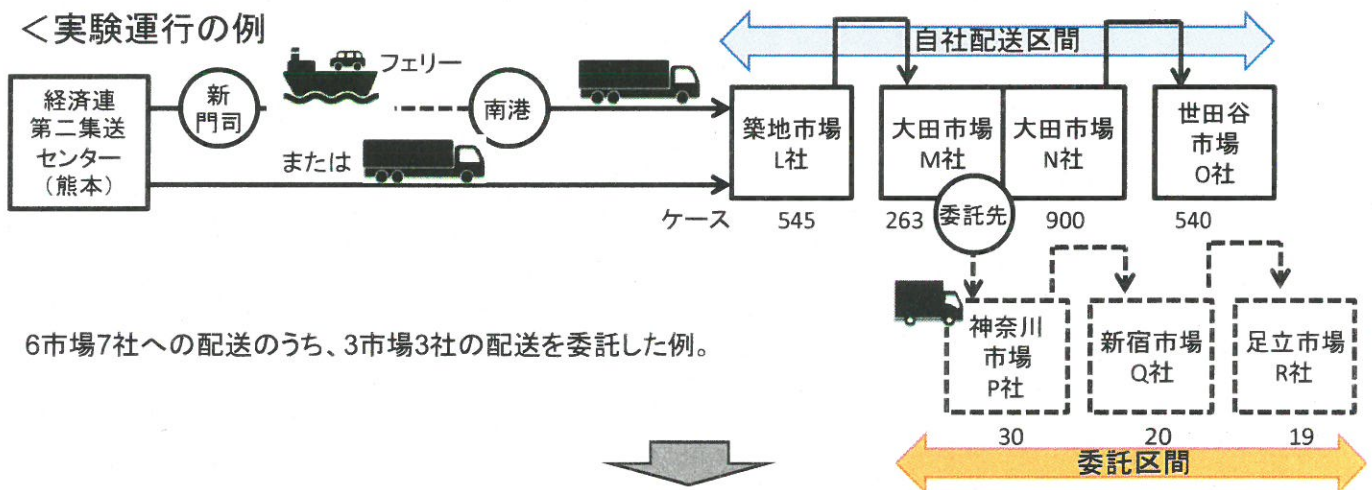 ＜実験運行の例
自社配送区間
経済連
第二集送
センター
(熊本)
新
門司
フェリー
南港
または
築地市場
L社
大田市場
M社
大田市場
N社
世田谷
市場
O社
委託先
ケース
545
263
900
540
6市場7社への配送のうち、3市場3社の配送を委託した例。
神奈川
市場
P社
新宿市場
Q社
足立市場
R社
30
20
19
委託区間